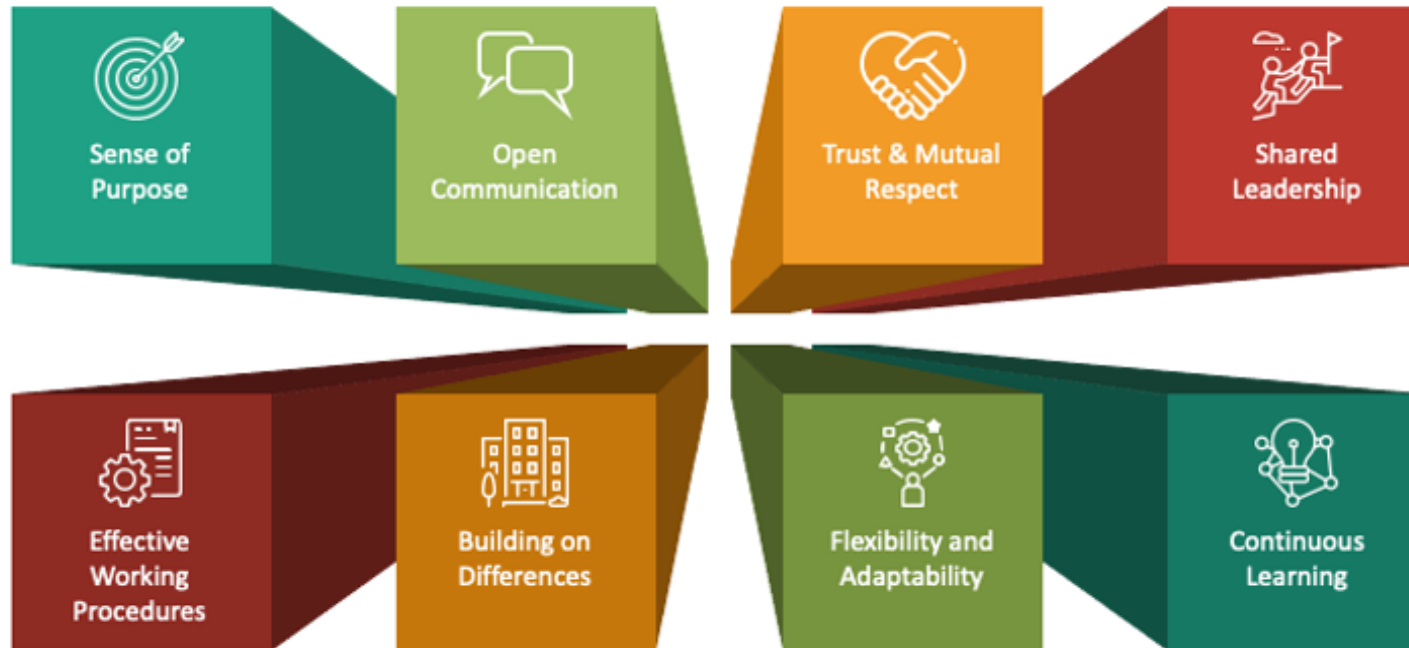 Sense of
Purpose
Open
Communication
Trust & Mutual
Respect
Shared
Leadership
Effective
Working
Procedures
Building on
Differences
Flexibility and
Adaptability
Continuous
Learning